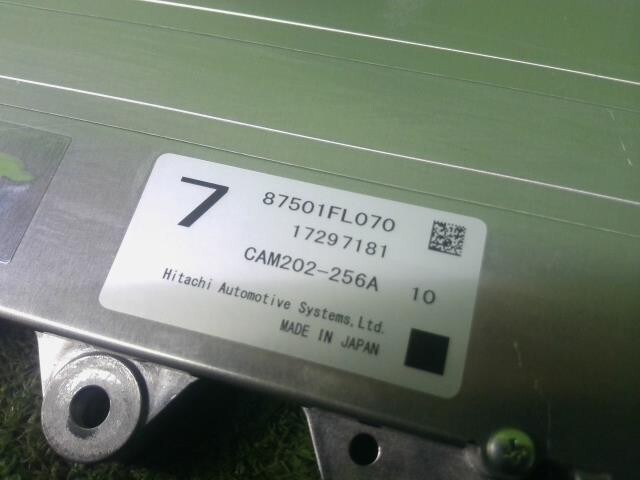 7
87501FL070
17297181
CAM202-256A 10
Hitachi Automotive Systems,Ltd.
MADE IN JAPAN